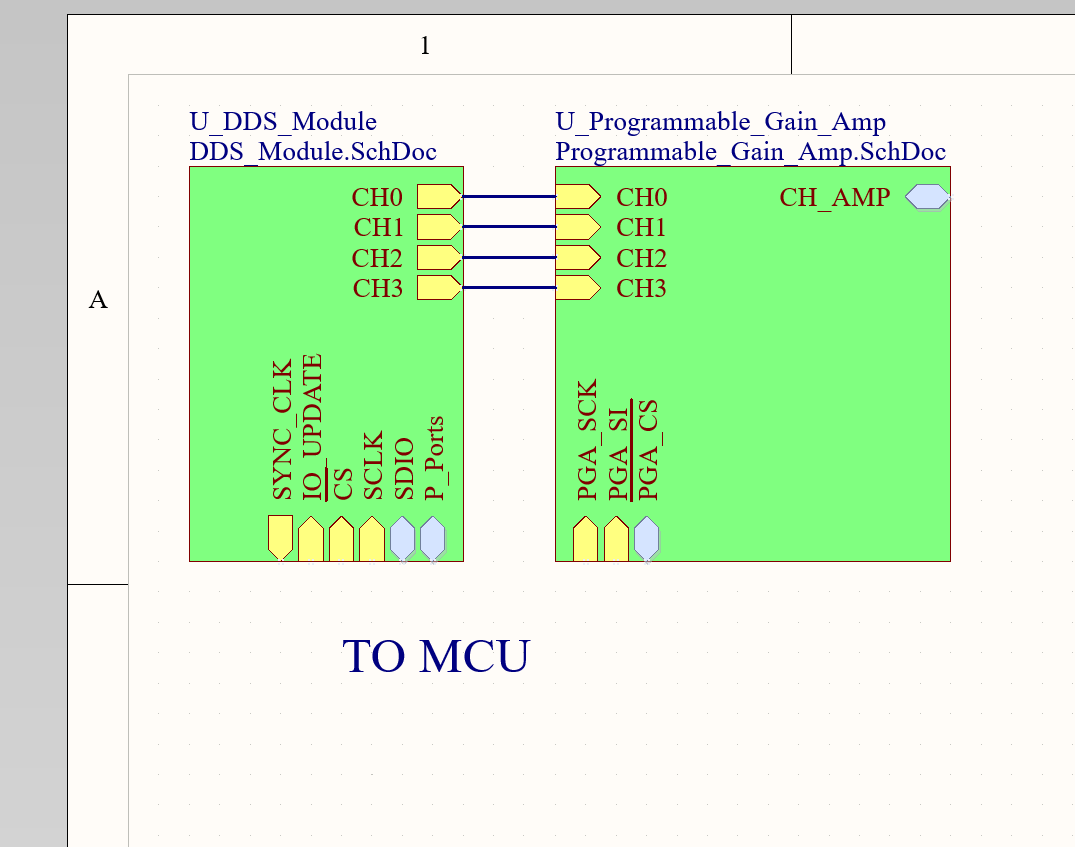 1
A
U_DDS_Module
DDS_Module.SchDoc
CH0
CH1
CH2
CH3
SYNC_CLK
IO_UPDATE
CS
SCLK
SDIO
P_Ports
U_Programmable_Gain_Amp
Programmable_Gain_Amp.SchDoc
CH0
CH1
CH2
CH3
CH_AMP
PGA_SCK
PGA_SI
PGA_CS
TO MCU